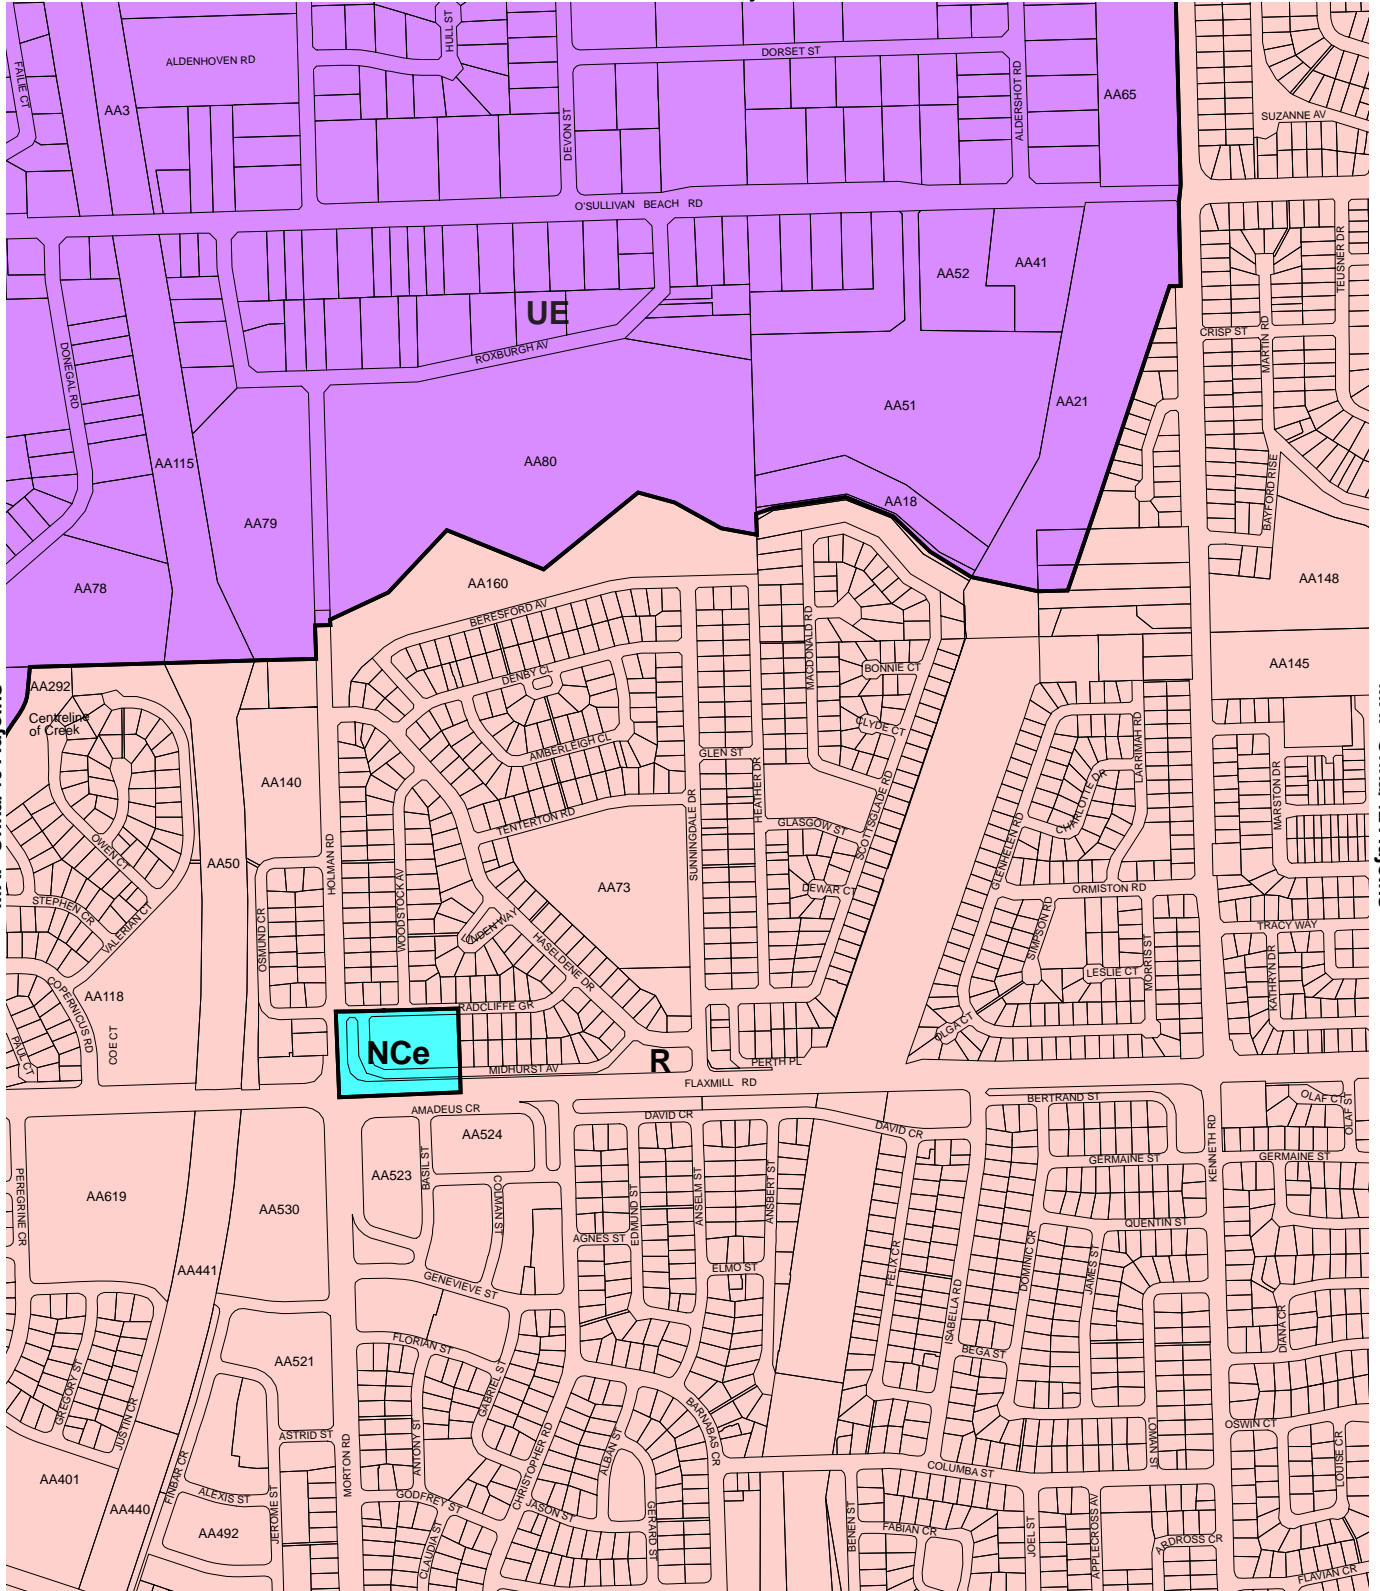 HULL ST
DORSET ST
ALDENHOVEN RD
FAILIE CT
AA3
ALDERSHOT RD
AA65
SUZANNE AV
DEVON ST
O'SULLIVAN BEACH RD
TEUSNER DR
AA52
AA41
UE
CRISP ST
MARTIN RD
ROXBURGH AV
DONEGAL RD
AA51
AA21
AA115
AA80
BAYFORD RISE
AA18
AA79
AA78
AA160
AA148
BERESFORD AV
MACDONALD RD
BONNIE CT
AA145
DENBY CL
AA292
Centreline
of Creek
CLYDE CT
LARRIMAH RD
AMBERLEIGH CL
GLEN ST
AA140
HEATHER DR
SCOTTSGLADE RD
CHARLOTTE DR
MARSTON DR
TENTERTON RD
SUNNINGDALE DR
GLASGOW ST
GLENHELEN RD
OWEN CT
AA50
HOLMAN RD
AA73
DEWAR CT
ORMISTON RD
STEPHEN CR
VALERIAN CT
WOODSTOCK AV
LINDEN WAY
TRACY WAY
OSMUND CR
HASELDENE DR
SIMPSON RD
MORRIS ST
LESLIE CT
KATHRYN DR
AA118
COPERNICUS RD
RADCLIFFE GR
OLGA CT
PAUL CT
COE CT
NCe
R
PERTH PL
MIDHURST AV
FLAXMILL RD
AMADEUS CR
DAVID CR
BERTRAND ST
OLAF CT
OLAF ST
AA524
DAVID CR
KENNETH RD
BASIL ST
GERMAINE ST
GERMAINE ST
AA523
PEREGRINE CR
AA619
COLMAN ST
EDMUND ST
ANSELM ST
ANSBERT ST
AA530
QUENTIN ST
AGNES ST
AA441
GENEVIEVE ST
ELMO ST
FELIX CR
DOMINIC CR
JAMES ST
ISABELLA RD
DIANA CR
FLORIAN ST
AA521
BEGA ST
GREGORY ST
GABRIEL ST
JUSTIN CR
BARNABAS CR
OSWIN CT
ASTRID ST
ANTONY ST
CHRISTOPHER RD
ALBAN ST
LOMAN ST
LOUISE CR
MORTON RD
AA401
FINBAR CR
COLUMBA ST
ALEXIS ST
GODFREY ST
AA440
JASON ST
JEROME ST
AA492
CLAUDIA ST
GERARD ST
BENEN ST
FABIAN CR
JOEL ST
APPLECROSS AV
ARDROSS CR
FLAVIAN CR